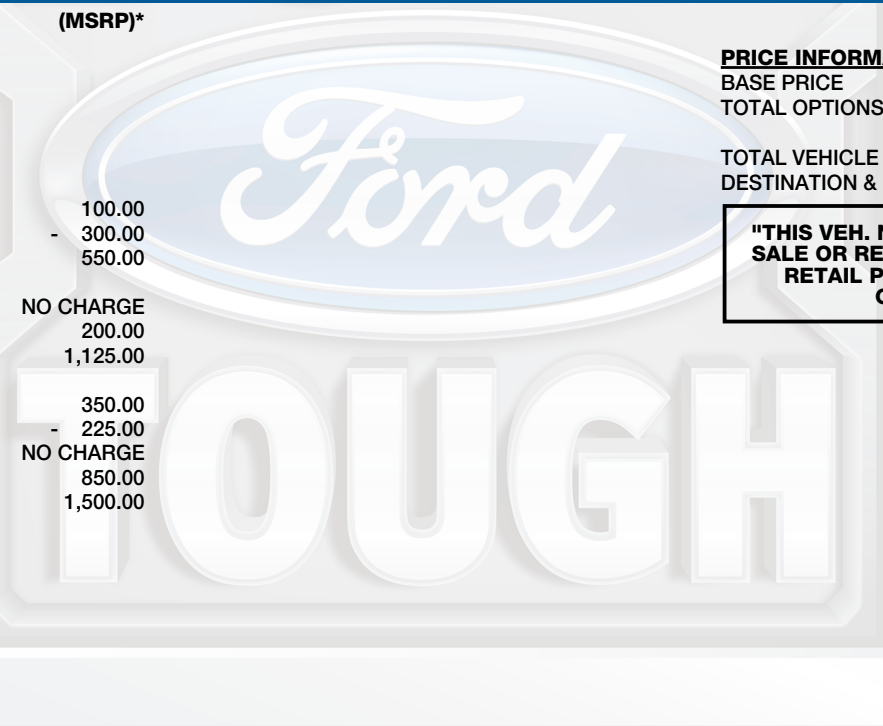 (MSRP)*
100.00
- 300.00
550.00
NO CHARGE
200.00
1,125.00
350.00
- 225.00
NO CHARGE
850.00
1,500.00
PRICE INFORMA
BASE PRICE
TOTAL OPTIONS
TOTAL VEHICLE
DESTINATION &
"THIS VEH. N
SALE OR RE
RETAIL P
Ford
TOUGH